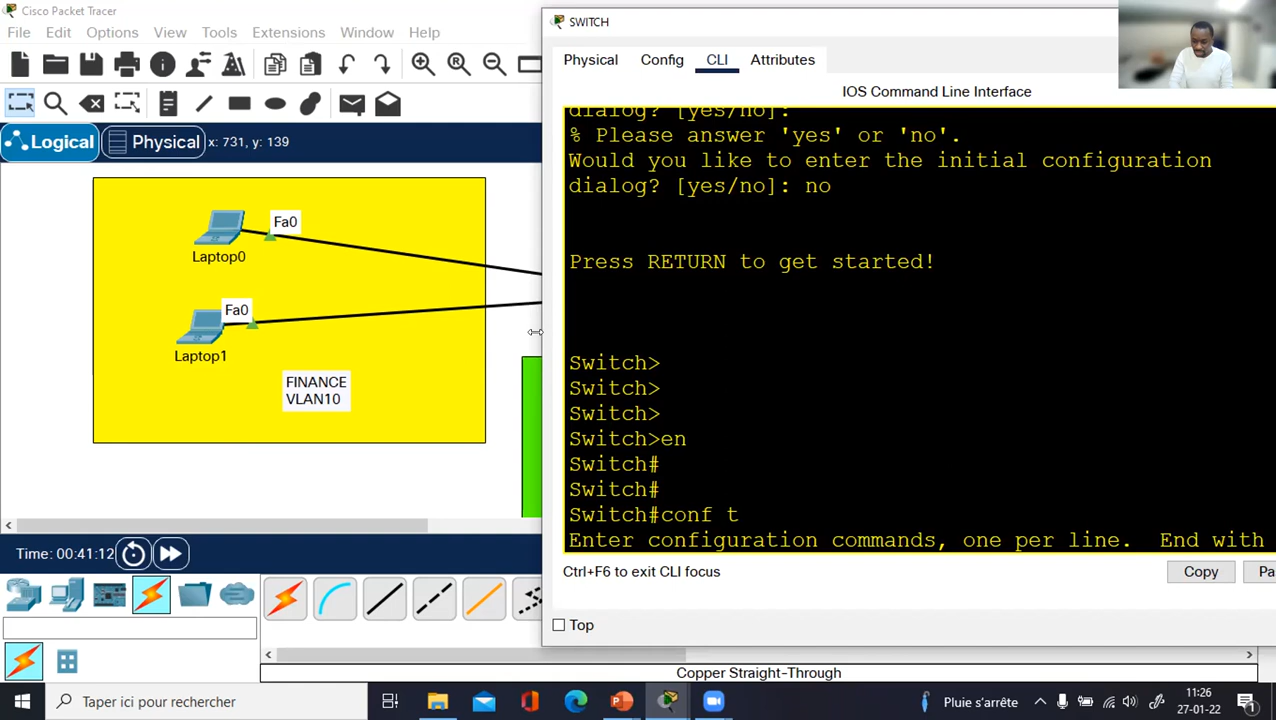 Cisco Packet Tracer
File Edit Options View Tools Extensions Window Help
Logical Physical x: 731, y: 139
Fa0
Laptop0
Fa0
Laptop1
FINANCE
VLAN10
Time: 00:41:12
SWITCH
Physical Config CLI Attributes
IOS Command Line Interface
dialog? [yes/no]:
% Please answer 'yes' or 'no'.
Would you like to enter the initial configuration
dialog? [yes/no]: no
Press RETURN to get started!
Switch>
Switch>
Switch>
Switch>en
Switch#
Switch#
Switch#conf t
Enter configuration commands, one per line. End with
Ctrl+F6 to exit CLI focus
Copy Pa
Top
Copper Straight-Through
Taper ici pour rechercher
Pluie s'arrête
11:26
27-01-22
1